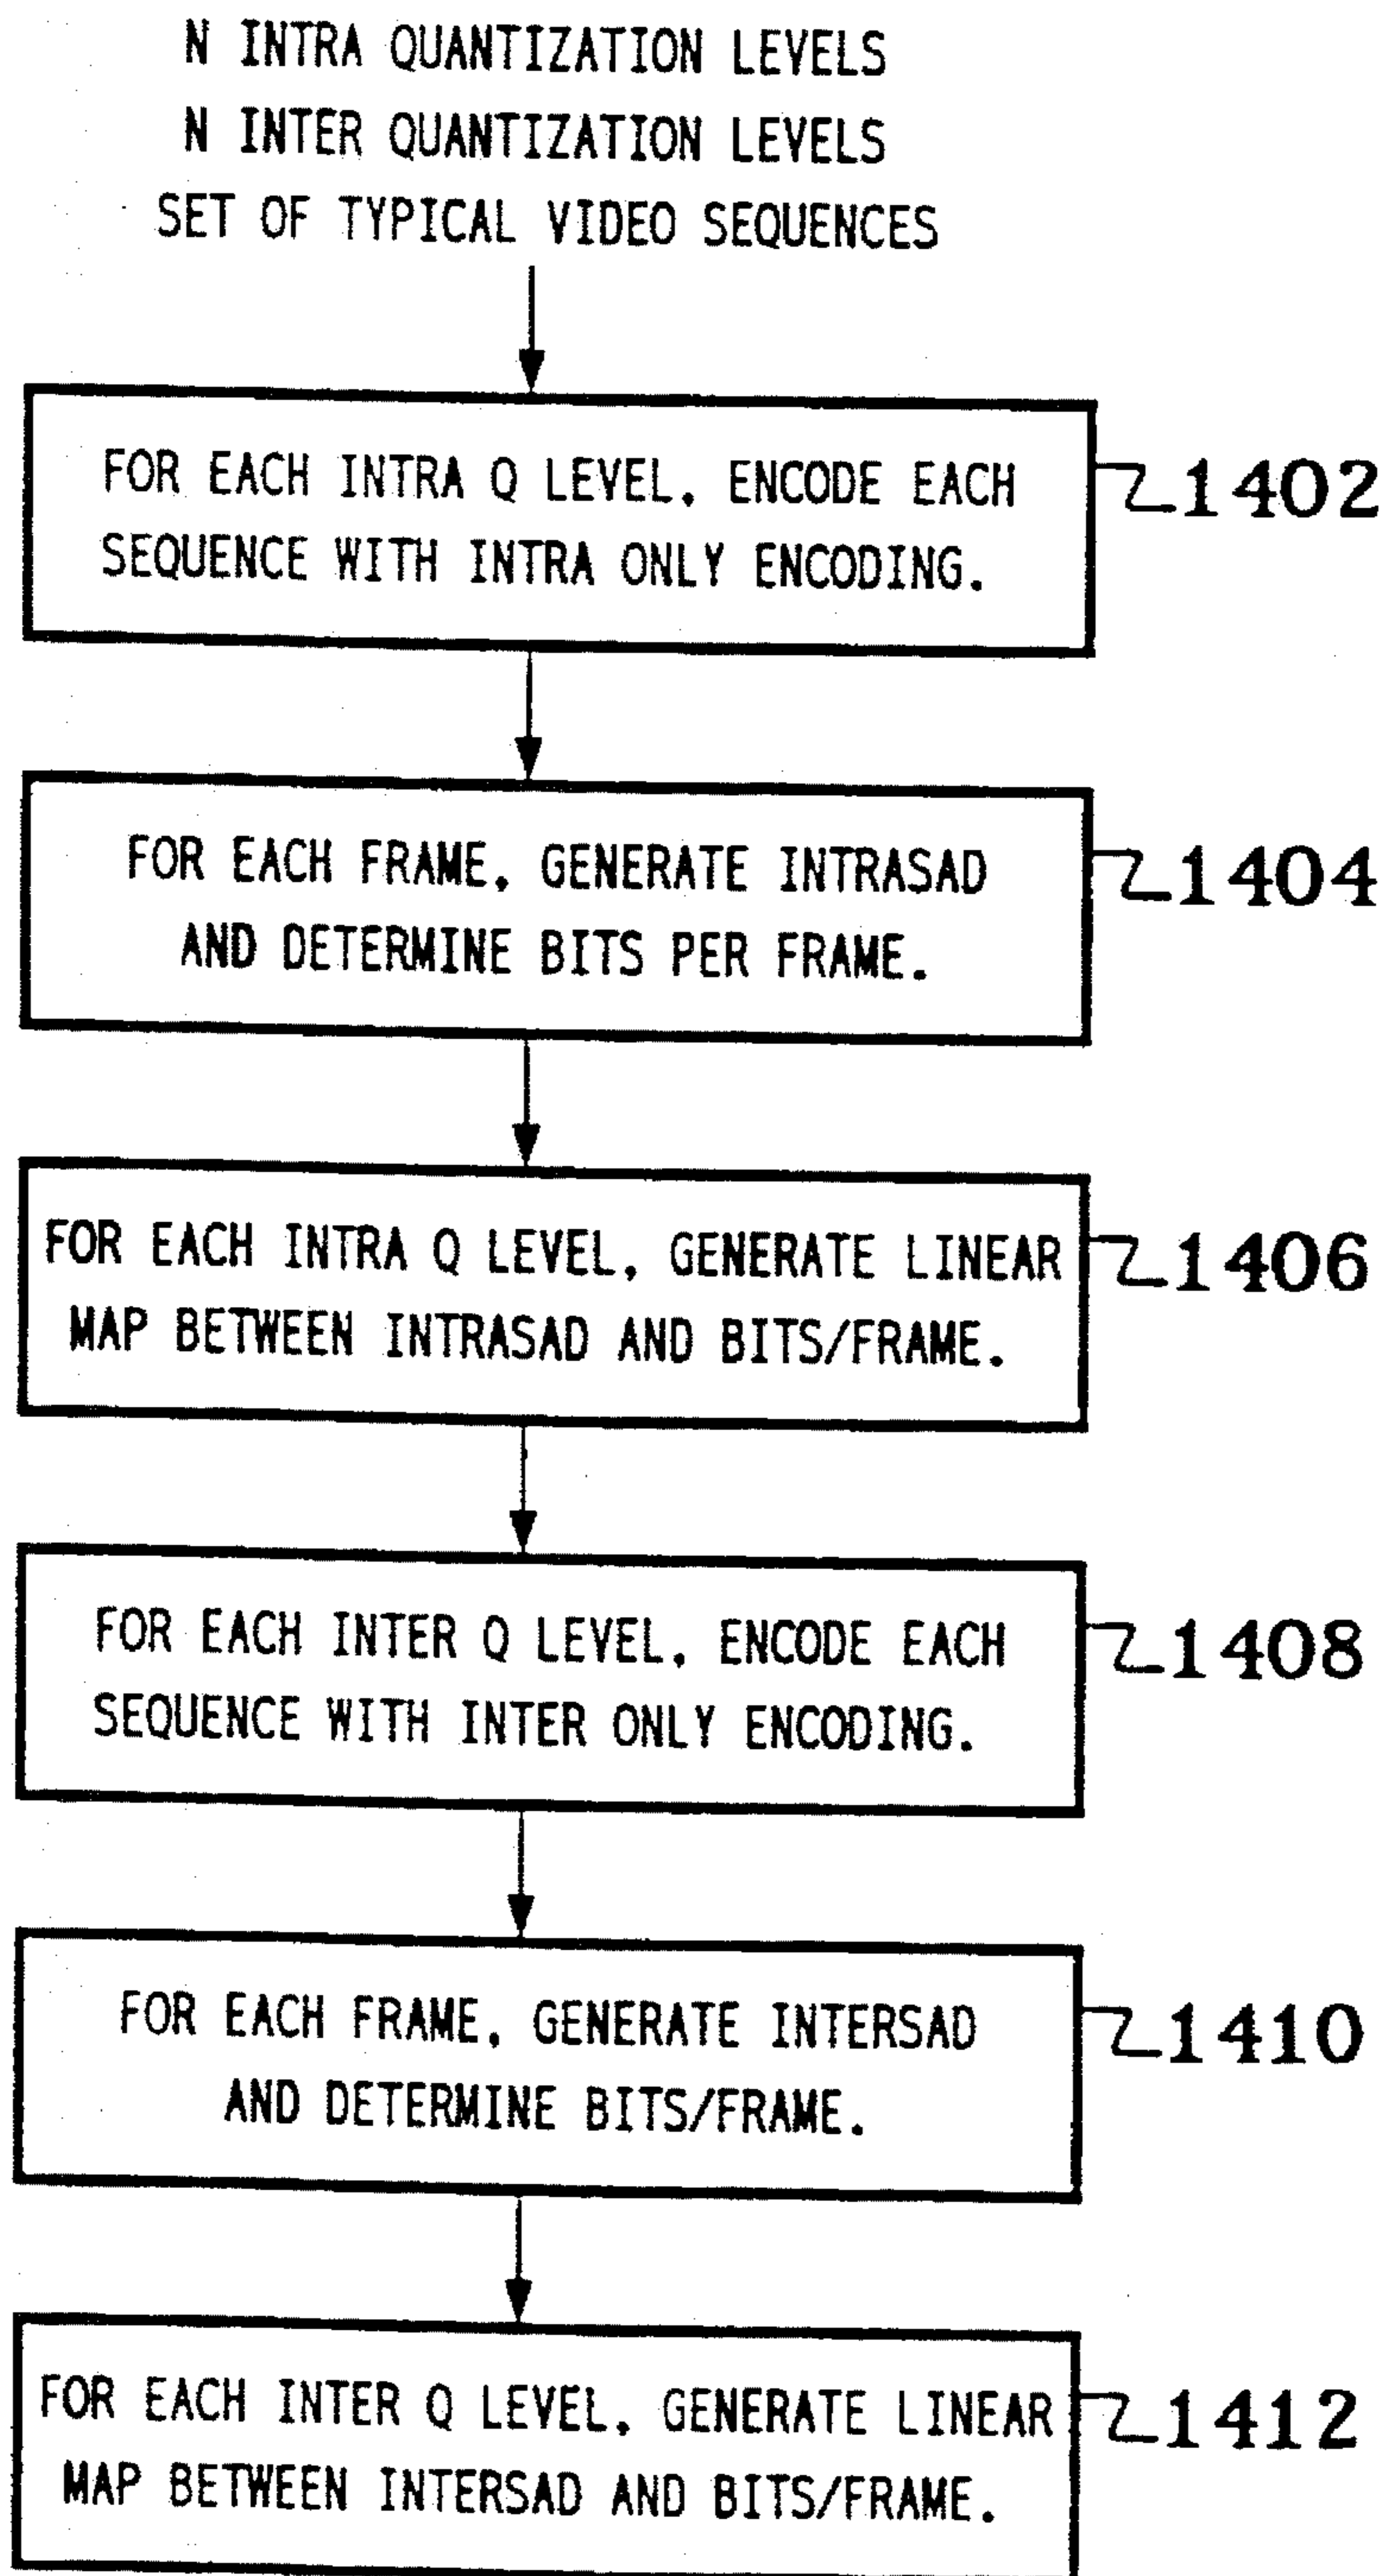 N INTRA QUANTIZATION LEVELS
N INTER QUANTIZATION LEVELS
SET OF TYPICAL VIDEO SEQUENCES
FOR EACH INTRA Q LEVEL, ENCODE EACH
SEQUENCE WITH INTRA ONLY ENCODING.
1402
FOR EACH FRAME, GENERATE INTRASAD
AND DETERMINE BITS PER FRAME.
1404
FOR EACH INTRA Q LEVEL, GENERATE LINEAR
MAP BETWEEN INTRASAD AND BITS/FRAME.
1406
FOR EACH INTER Q LEVEL, ENCODE EACH
SEQUENCE WITH INTER ONLY ENCODING.
1408
FOR EACH FRAME, GENERATE INTERSAD
AND DETERMINE BITS/FRAME.
1410
FOR EACH INTER Q LEVEL, GENERATE LINEAR
MAP BETWEEN INTERSAD AND BITS/FRAME.
1412